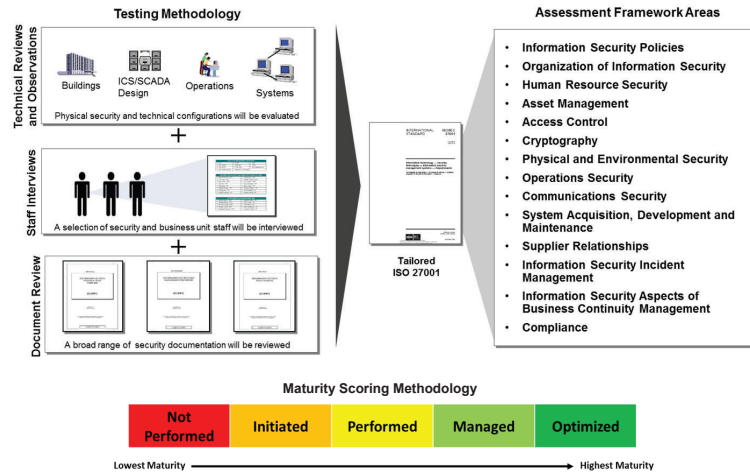 Testing Methodology
Technical Reviews
and Observations
Buildings
ICS/SCADA
Design
Operations
Systems
Physical security and technical configurations will be evaluated
+
Staff Interviews
A selection of security and business unit staff will be interviewed
+
Document Review
A broad range of security documentation will be reviewed
INTERNATIONAL
STANDARD
ISO/IEC
27001
Tailored
ISO 27001
Assessment Framework Areas
• Information Security Policies
• Organization of Information Security
• Human Resource Security
• Asset Management
• Access Control
• Cryptography
• Physical and Environmental Security
• Operations Security
• Communications Security
• System Acquisition, Development and
Maintenance
• Supplier Relationships
• Information Security Incident
Management
• Information Security Aspects of
Business Continuity Management
• Compliance
Maturity Scoring Methodology
Not
Performed
Initiated
Performed
Managed
Optimized
Lowest Maturity
Highest Maturity